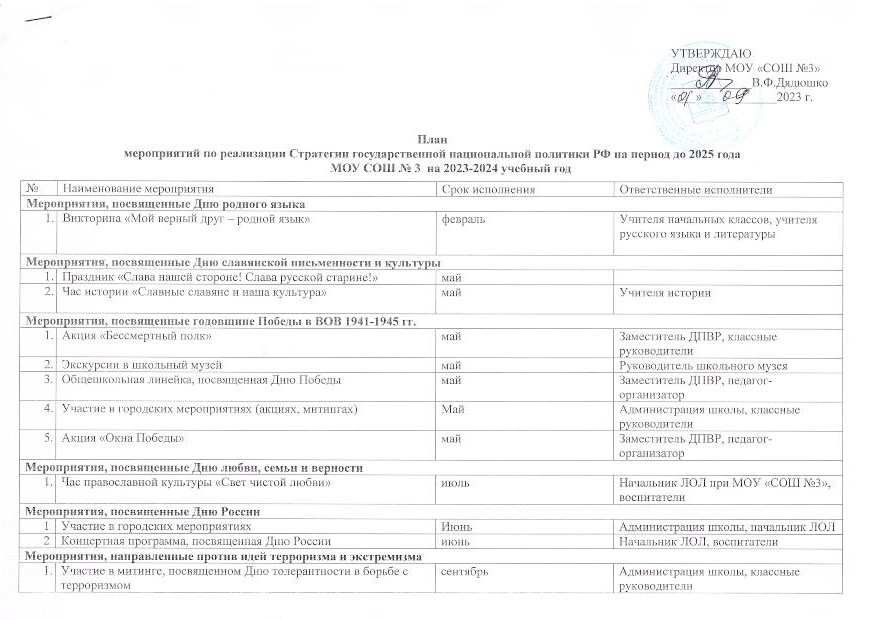 УТВЕРЖДАЮ
Директор МОУ «СОШ №3»
В.Ф.Дядюшко
«01» 09 2023 г.
План
мероприятий по реализации Стратегии государственной национальной политики РФ на период до 2025 года
МОУ СОШ № 3 на 2023-2024 учебный год
№ Наименование мероприятия Срок исполнения Ответственные исполнители
Мероприятия, посвященные Дню родного языка
1. Викторина «Мой верный друг – родной язык» февраль Учителя начальных классов, учителя
русского языка и литературы
Мероприятия, посвященные Дню славянской письменности и культуры
1. Праздник «Слава нашей стороне! Слава русской старине!» май
2. Час истории «Славные славяне и наша культура» май Учителя истории
Мероприятия, посвященные годовщине Победы в ВОВ 1941-1945 гг.
1. Акция «Бессмертный полк» май Заместитель ДПВР, классные
руководители
2. Экскурсии в школьный музей май Руководитель школьного музея
3. Общешкольная линейка, посвященная Дню Победы май Заместитель ДПВР, педагог-
организатор
4. Участие в городских мероприятиях (акциях, митингах) Май Администрация школы, классные
руководители
5. Акция «Окна Победы» май Заместитель ДПВР, педагог-
организатор
Мероприятия, посвященные Дню любви, семьи и верности
1. Час православной культуры «Свет чистой любви» июль Начальник ЛОЛ при МОУ «СОШ №3»,
воспитатели
Мероприятия, посвященные Дню России
1 Участие в городских мероприятиях Июнь Администрация школы, начальник ЛОЛ
2 Концертная программа, посвященная Дню России июнь Начальник ЛОЛ, воспитатели
Мероприятия, направленные против идей терроризма и экстремизма
1. Участие в митинге, посвященном Дню толерантности в борьбе с сентябрь Администрация школы, классные
терроризмом руководители